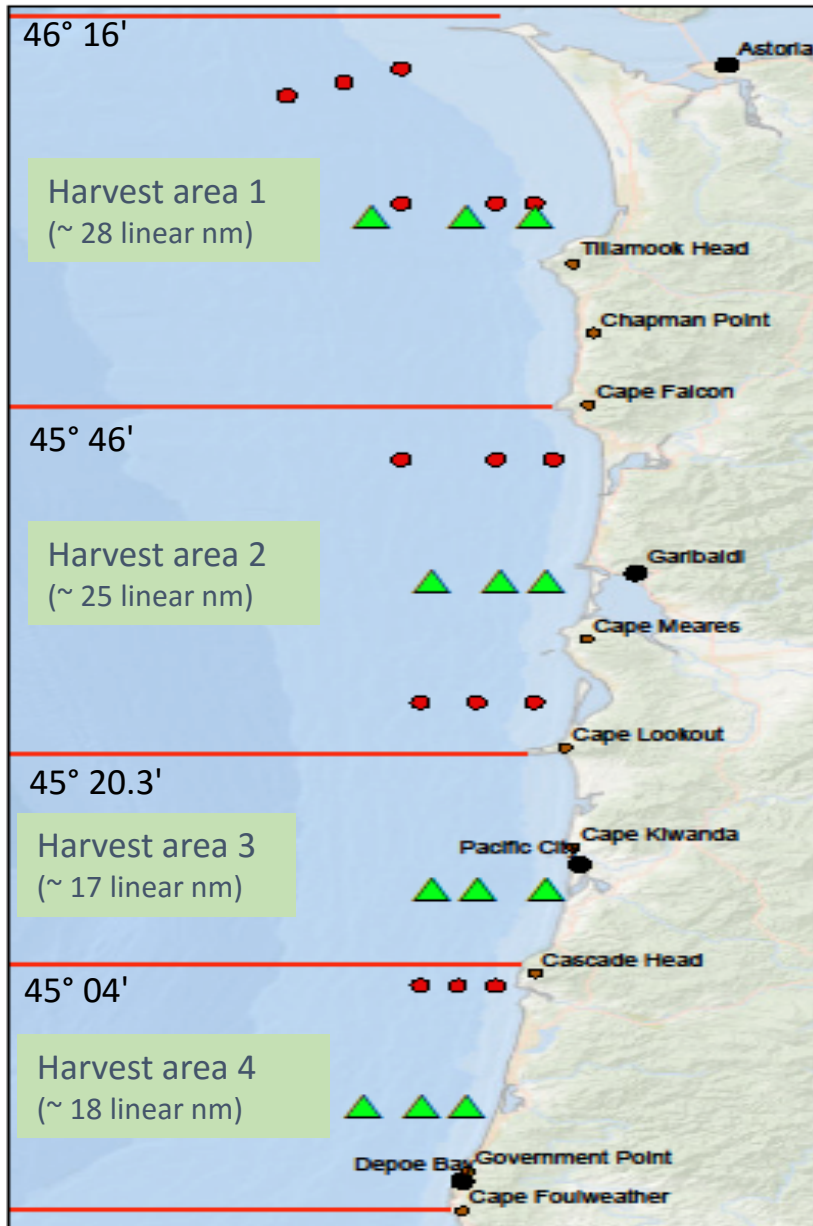 46° 16'
Astoria
Harvest area 1
(~ 28 linear nm)
Tillamook Head
Chapman Point
Cape Falcon
45° 46'
Harvest area 2
(~ 25 linear nm)
Garibaldi
Cape Meares
Cape Lookout
45° 20.3'
Harvest area 3
(~ 17 linear nm)
Cape Kiwanda
Pacific City
Cascade Head
45° 04'
Harvest area 4
(~ 18 linear nm)
Government Point
Depoe Bay
Cape Foulweather